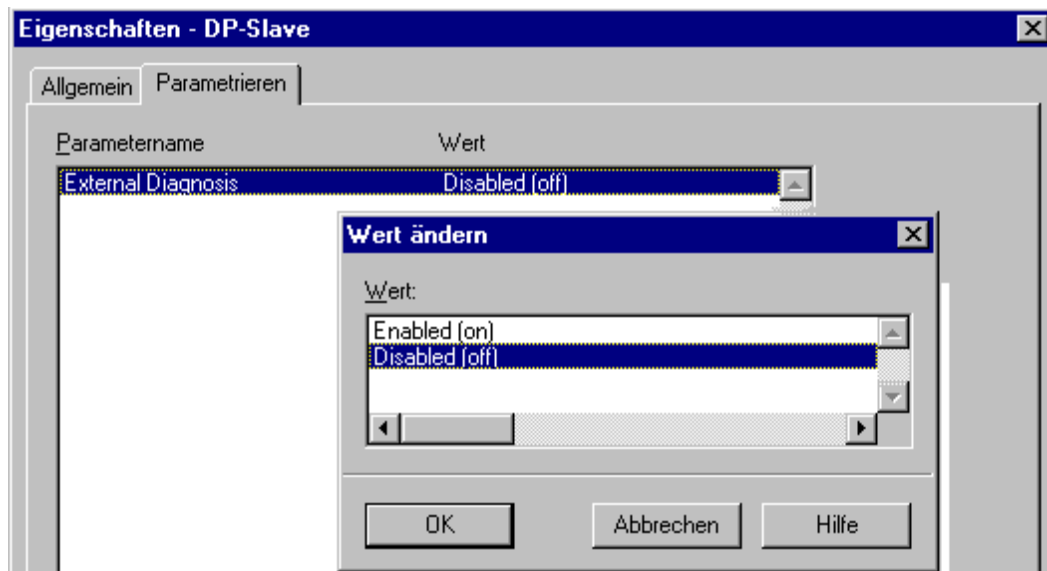 Eigenschaften - DP-Slave
Allgemein Parametrieren
Parametername Wert
External Diagnosis Disabled (off)
Wert ändern
Wert:
Enabled (on)
Disabled (off)
OK Abbrechen Hilfe